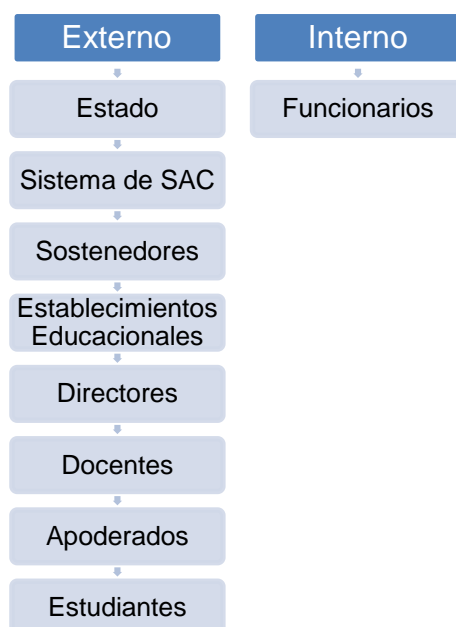 Externo
Estado
Sistema de SAC
Sostenedores
Establecimientos
Educacionales
Directores
Docentes
Apoderados
Estudiantes
Interno
Funcionarios